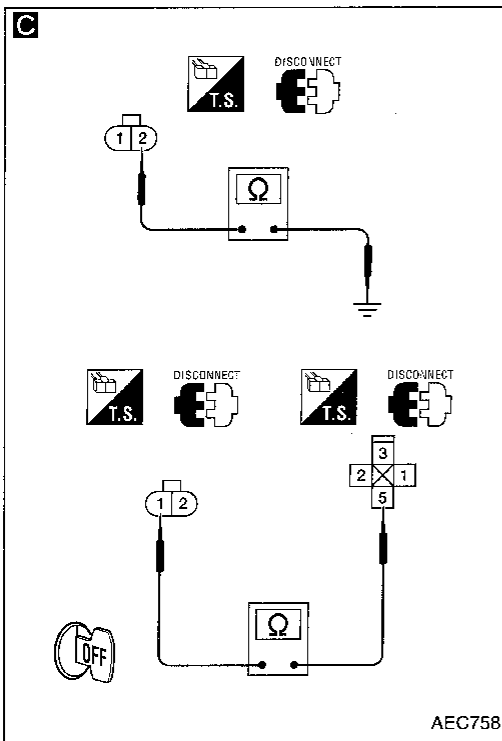 C
DISCONNECT
T.S.
1 2
Ω
DISCONNECT
DISCONNECT
T.S.
T.S.
3
2 1
5
1 2
Ω
OFF
AEC758